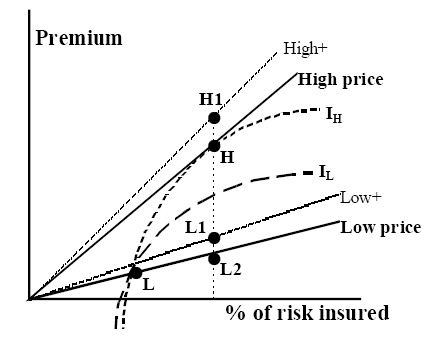 Premium
High+
High price
H1
I_H
H
I_L
Low+
L1
Low price
L2
L
% of risk insured